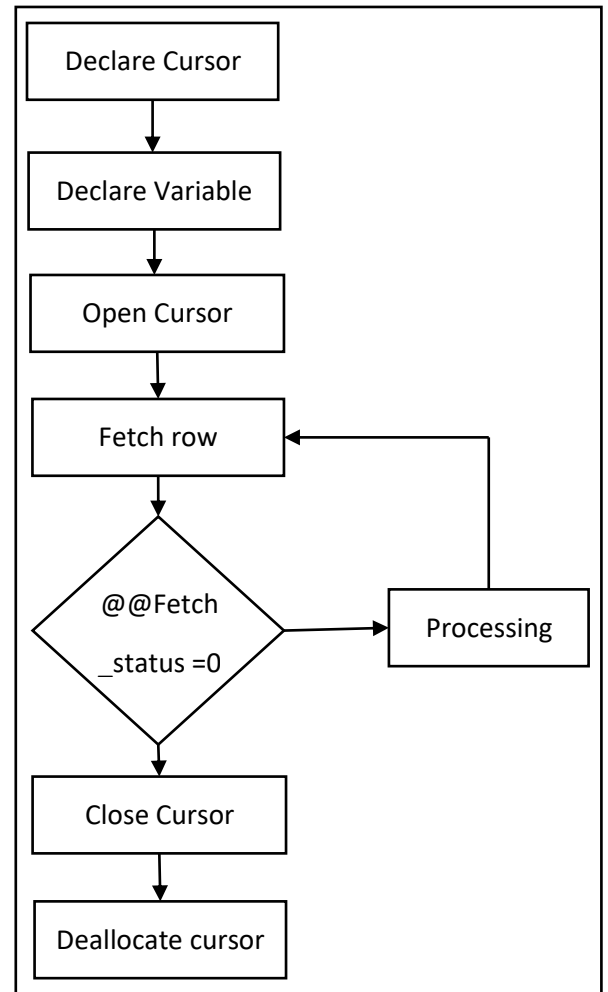 Declare Cursor
Declare Variable
Open Cursor
Fetch row
@@Fetch
_status =0
Processing
Close Cursor
Deallocate cursor